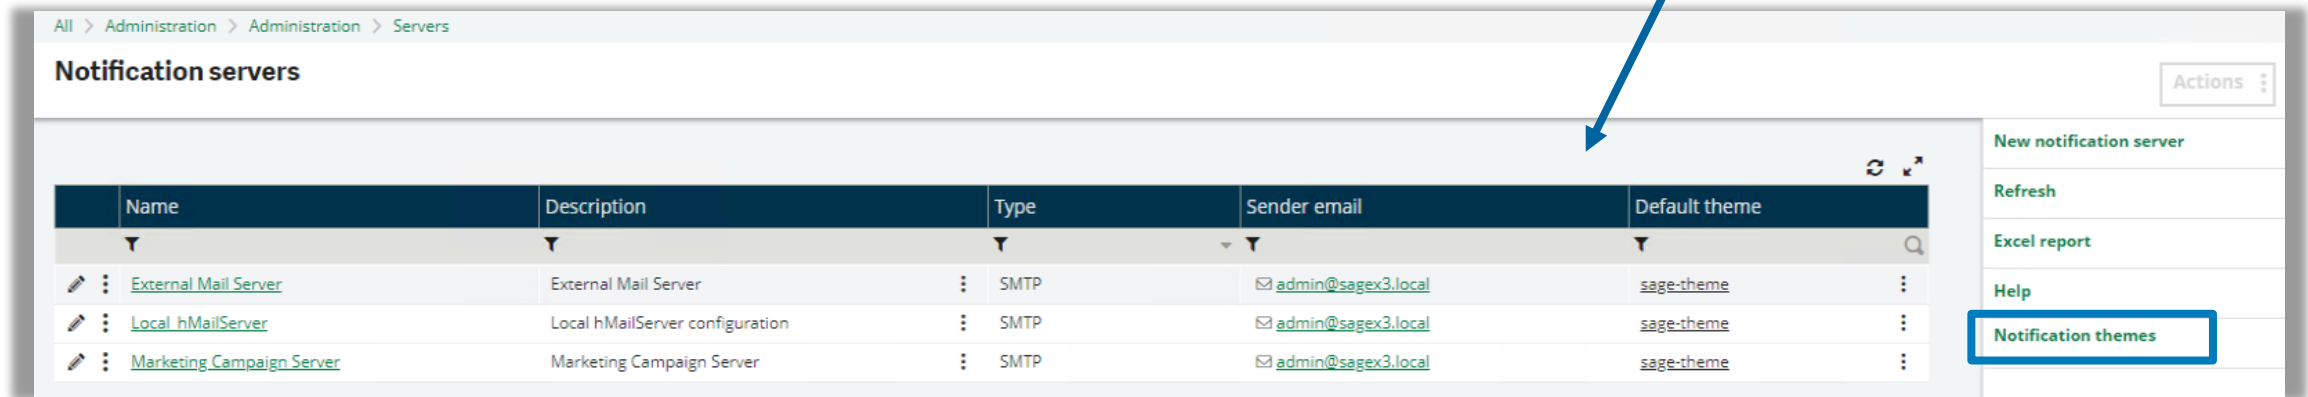 All > Administration > Administration > Servers
Notification servers
Actions
New notification server
Refresh
Excel report
Help
Notification themes
Name Description Type Sender email Default theme
External Mail Server External Mail Server SMTP admin@sagex3.local sage-theme
Local hMailServer Local hMailServer configuration SMTP admin@sagex3.local sage-theme
Marketing Campaign Server Marketing Campaign Server SMTP admin@sagex3.local sage-theme